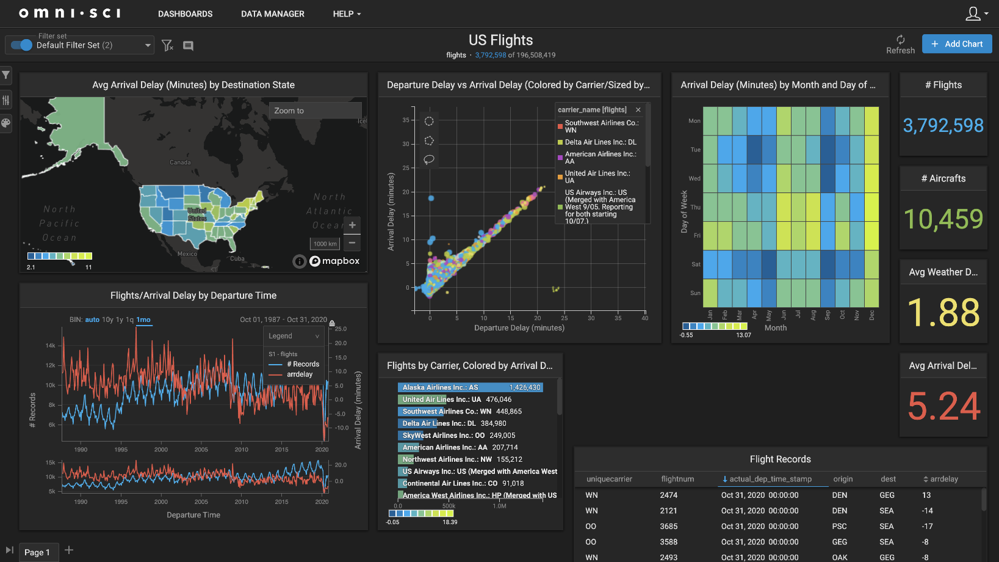 omni·sci
DASHBOARDS
DATA MANAGER
HELP
Filter set
Default Filter Set (2)
US Flights
flights · 3,792,598 of 196,508,419
Refresh
+ Add Chart
Avg Arrival Delay (Minutes) by Destination State
Zoom to
Icel
Canada
North
Pacific
Ocean
United
States
North
Atlantic
Ocean
Mexico
Cuba
1000 km
+
−
mapbox
2.1
11
Flights/Arrival Delay by Departure Time
BIN: auto 10y 1y 1q 1mo
Oct 01, 1987 - Oct 31, 2020
Legend
S1 - flights
# Records
arrdelay
14k
12k
10k
8k
6k
# Records
25.0
20.0
15.0
10.0
5.0
0.0
-5.0
-10.0
Arrival Delay (minutes)
1990 1995 2000 2005 2010 2015 2020
15k
10k
5k
20.0
0.0
1990 1995 2000 2005 2010 2015 2020
Departure Time
Departure Delay vs Arrival Delay (Colored by Carrier/Sized by...
35
30
25
20
15
10
5
0
Arrival Delay (minutes)
0 5 10 15 20 25 30 35 40
Departure Delay (minutes)
carrier_name [flights] ×
Southwest Airlines Co.:
WN
Delta Air Lines Inc.: DL
American Airlines Inc.:
AA
United Air Lines Inc.:
UA
US Airways Inc.: US
(Merged with America
West 9/05. Reporting
for both starting
10/07.)
Flights by Carrier, Colored by Arrival D...
Alaska Airlines Inc.: AS 1,426,430
United Air Lines Inc.: UA 476,046
Southwest Airlines Co.: WN 448,865
Delta Air Lines Inc.: DL 384,980
SkyWest Airlines Inc.: OO 249,005
American Airlines Inc.: AA 207,714
Northwest Airlines Inc.: NW 155,212
US Airways Inc.: US (Merged with America West
Continental Air Lines Inc.: CO 91,018
America West Airlines Inc.: HP (Merged with US
0.0 500k 1.0M
-0.05
18.39
Arrival Delay (Minutes) by Month and Day of ...
Mon
Tue
Wed
Thu
Fri
Sat
Sun
Day of Week
Jan Feb Mar Apr May Jun Jul Aug Sep Oct Nov Dec
Month
-0.55
13.07
# Flights
3,792,598
# Aircrafts
10,459
Avg Weather D...
1.88
Avg Arrival Del...
5.24
Flight Records
uniquecarrier flightnum actual_dep_time_stamp origin dest arrdelay
WN 2474 Oct 31, 2020 00:00:00 DEN GEG 13
WN 2121 Oct 31, 2020 00:00:00 DEN SEA -14
OO 3685 Oct 31, 2020 00:00:00 PSC SEA -17
OO 3588 Oct 31, 2020 00:00:00 GEG SEA -8
WN 2493 Oct 31, 2020 00:00:00 OAK GEG -8
Page 1
+